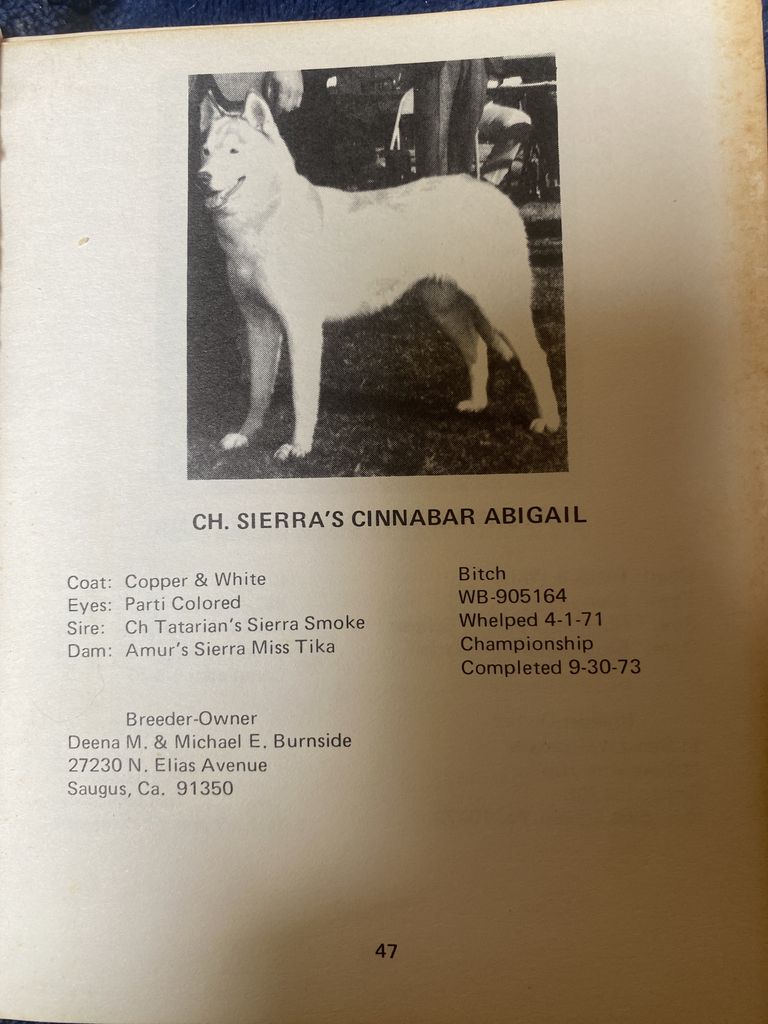 CH. SIERRA'S CINNABAR ABIGAIL
Coat: Copper & White
Eyes: Parti Colored
Sire: Ch Tatarian's Sierra Smoke
Dam: Amur's Sierra Miss Tika
Bitch
WB-905164
Whelped 4-1-71
Championship
Completed 9-30-73
Breeder-Owner
Deena M. & Michael E. Burnside
27230 N. Elias Avenue
Saugus, Ca. 91350
47